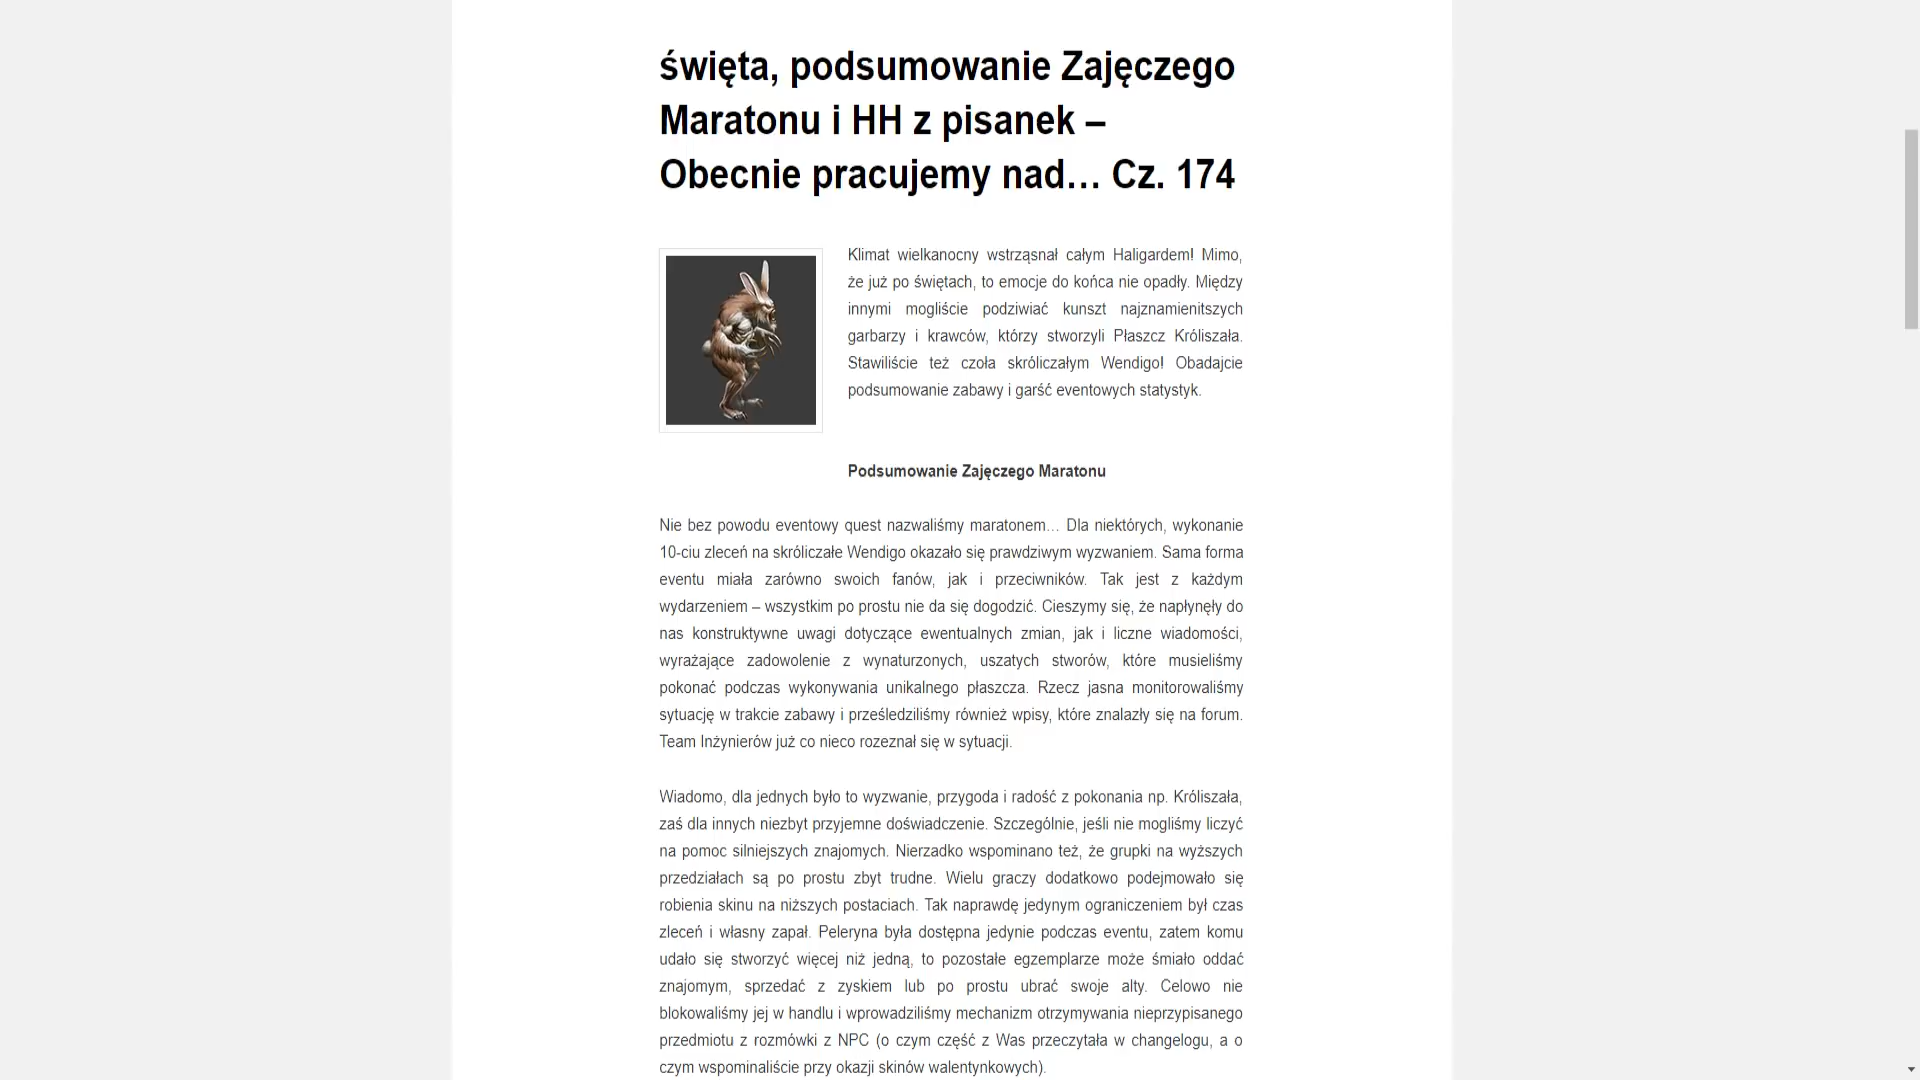 święta, podsumowanie Zajęczego
Maratonu i HH z pisanek –
Obecnie pracujemy nad… Cz. 174
Klimat wielkanocny wstrząsnał całym Haligardem! Mimo,
że już po świętach, to emocje do końca nie opadły. Między
innymi mogliście podziwiać kunszt najznamienitszych
garbarzy i krawców, którzy stworzyli Płaszcz Króliszała.
Stawiliście też czoła skróliczałym Wendigo! Obadajcie
podsumowanie zabawy i garść eventowych statystyk.
Podsumowanie Zajęczego Maratonu
Nie bez powodu eventowy quest nazwaliśmy maratonem… Dla niektórych, wykonanie
10-ciu zleceń na skróliczałe Wendigo okazało się prawdziwym wyzwaniem. Sama forma
eventu miała zarówno swoich fanów, jak i przeciwników. Tak jest z każdym
wydarzeniem – wszystkim po prostu nie da się dogodzić. Cieszymy się, że napłynęły do
nas konstruktywne uwagi dotyczące ewentualnych zmian, jak i liczne wiadomości,
wyrażające zadowolenie z wynaturzonych, uszatych stworów, które musieliśmy
pokonać podczas wykonywania unikalnego płaszcza. Rzecz jasna monitorowaliśmy
sytuację w trakcie zabawy i prześledziliśmy również wpisy, które znalazły się na forum.
Team Inżynierów już co nieco rozeznał się w sytuacji.
Wiadomo, dla jednych było to wyzwanie, przygoda i radość z pokonania np. Króliszała,
zaś dla innych niezbyt przyjemne doświadczenie. Szczególnie, jeśli nie mogliśmy liczyć
na pomoc silniejszych znajomych. Nierzadko wspominano też, że grupki na wyższych
przedziałach są po prostu zbyt trudne. Wielu graczy dodatkowo podejmowało się
robienia skinu na niższych postaciach. Tak naprawdę jedynym ograniczeniem był czas
zleceń i własny zapał. Peleryna była dostępna jedynie podczas eventu, zatem komu
udało się stworzyć więcej niż jedną, to pozostałe egzemplarze może śmiało oddać
znajomym, sprzedać z zyskiem lub po prostu ubrać swoje alty. Celowo nie
blokowaliśmy jej w handlu i wprowadziliśmy mechanizm otrzymywania nieprzypisanego
przedmiotu z rozmówki z NPC (o czym część z Was przeczytała w changelogu, a o
czym wspominaliście przy okazji skinów walentynkowych).